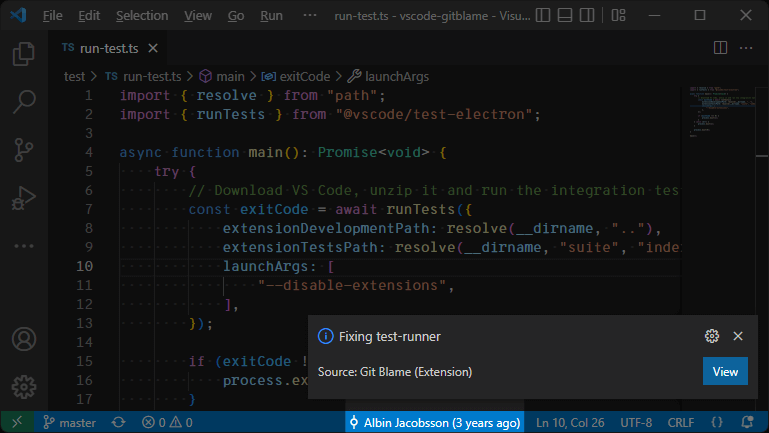 File Edit Selection View Go Run ··· run-test.ts - vscode-gitblame - Visu...
TS run-test.ts
test > TS run-test.ts > main > exitCode > launchArgs
1 import { resolve } from "path";
2 import { runTests } from "@vscode/test-electron";
3
4 async function main(): Promise<void> {
5 try {
6 // Download VS Code, unzip it and run the integration tes
7 const exitCode = await runTests({
8 extensionDevelopmentPath: resolve(__dirname, ".."),
9 extensionTestsPath: resolve(__dirname, "suite", "inde
10 launchArgs: [
11 "--disable-extensions",
12 ],
13 });
14
15 if (exitCode !
16 process.ex
17 }
Fixing test-runner
Source: Git Blame (Extension)
View
master 0 0 Albin Jacobsson (3 years ago) Ln 10, Col 26 UTF-8 CRLF {}